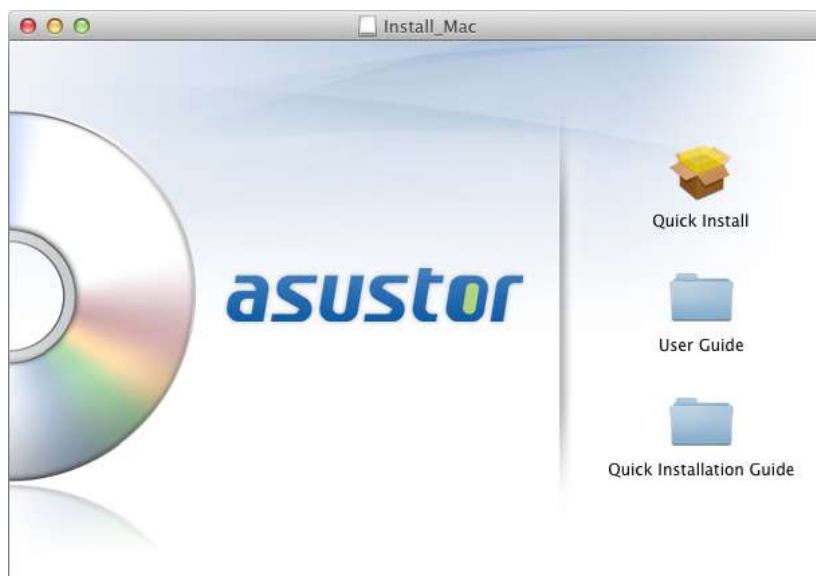 Install_Mac
asustor
Quick Install
User Guide
Quick Installation Guide